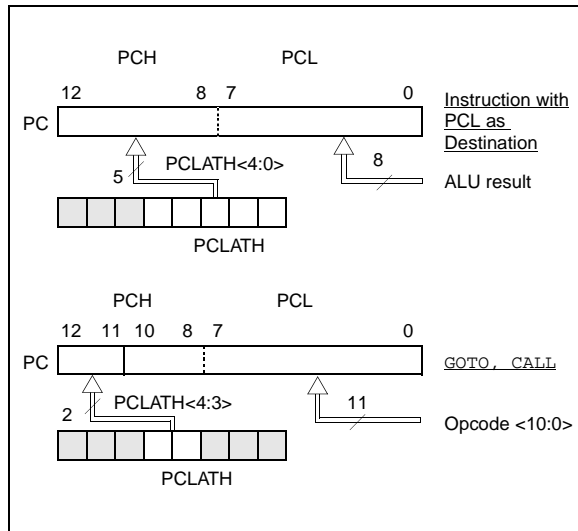 PCH PCL
12 8 7 0
PC
Instruction with
PCL as
Destination
5 PCLATH<4:0>
8
ALU result
PCLATH
PCH PCL
12 11 10 8 7 0
PC
GOTO, CALL
2 PCLATH<4:3>
11
Opcode <10:0>
PCLATH